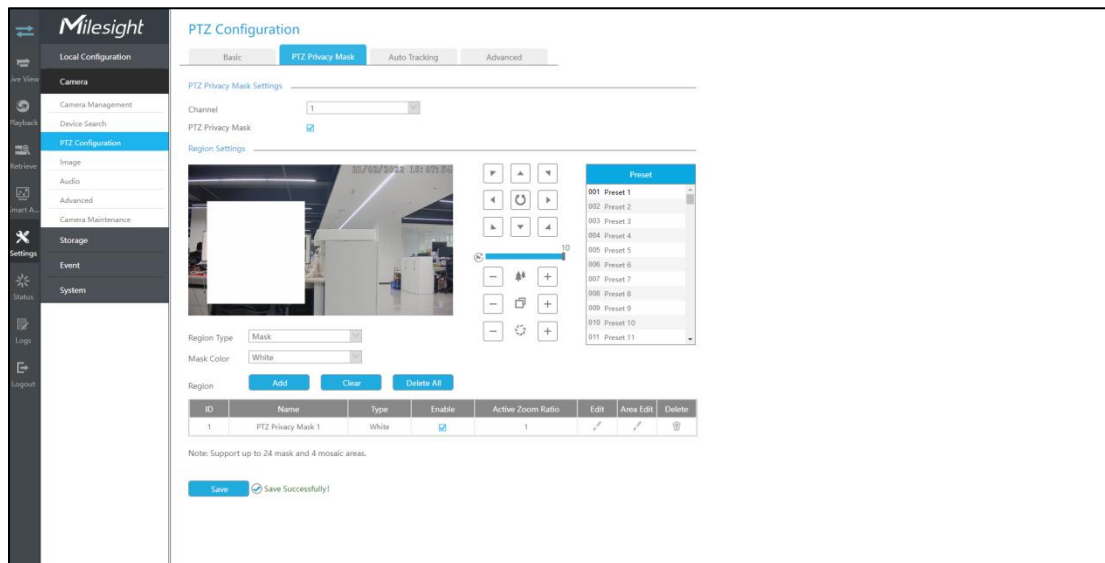 Milesight
Live View
Playback
Retrieve
Smart A...
Settings
Status
Logs
Logout
Local Configuration
Camera
Camera Management
Device Search
PTZ Configuration
Image
Audio
Advanced
Camera Maintenance
Storage
Event
System
PTZ Configuration
Basic PTZ Privacy Mask Auto Tracking Advanced
PTZ Privacy Mask Settings
Channel 1
PTZ Privacy Mask
Region Settings
10
Preset
001 Preset 1
002 Preset 2
003 Preset 3
004 Preset 4
005 Preset 5
006 Preset 6
007 Preset 7
008 Preset 8
009 Preset 9
010 Preset 10
011 Preset 11
Region Type Mask
Mask Color White
Region Add Clear Delete All
ID Name Type Enable Active Zoom Ratio Edit Area Edit Delete
1 PTZ Privacy Mask 1 White 1
Note: Support up to 24 mask and 4 mosaic areas.
Save Save Successfully!